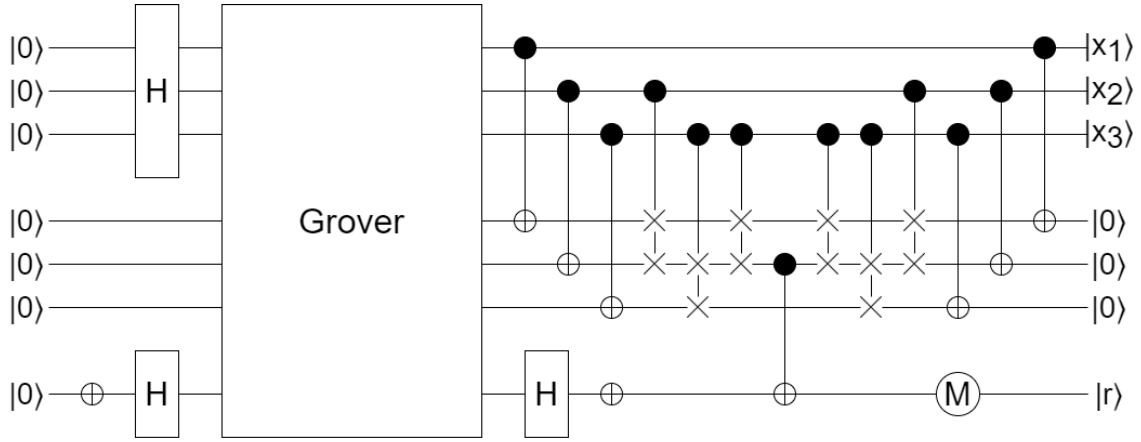 |0⟩ |x₁⟩
|0⟩ H |x₂⟩
|0⟩ |x₃⟩
|0⟩ Grover |0⟩
|0⟩ |0⟩
|0⟩ |0⟩
|0⟩ H H M |r⟩